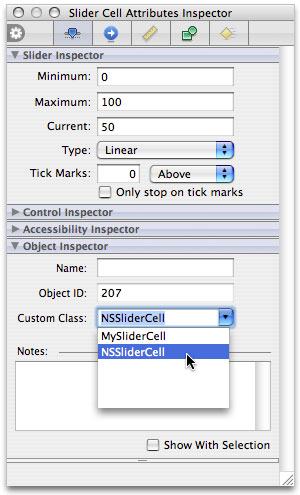 Slider Cell Attributes Inspector
Slider Inspector
Minimum: 0
Maximum: 100
Current: 50
Type: Linear
Tick Marks: 0 Above
Only stop on tick marks
Control Inspector
Accessibility Inspector
Object Inspector
Name:
Object ID: 207
Custom Class: NSSliderCell
MySliderCell
NSSliderCell
Notes:
Show With Selection